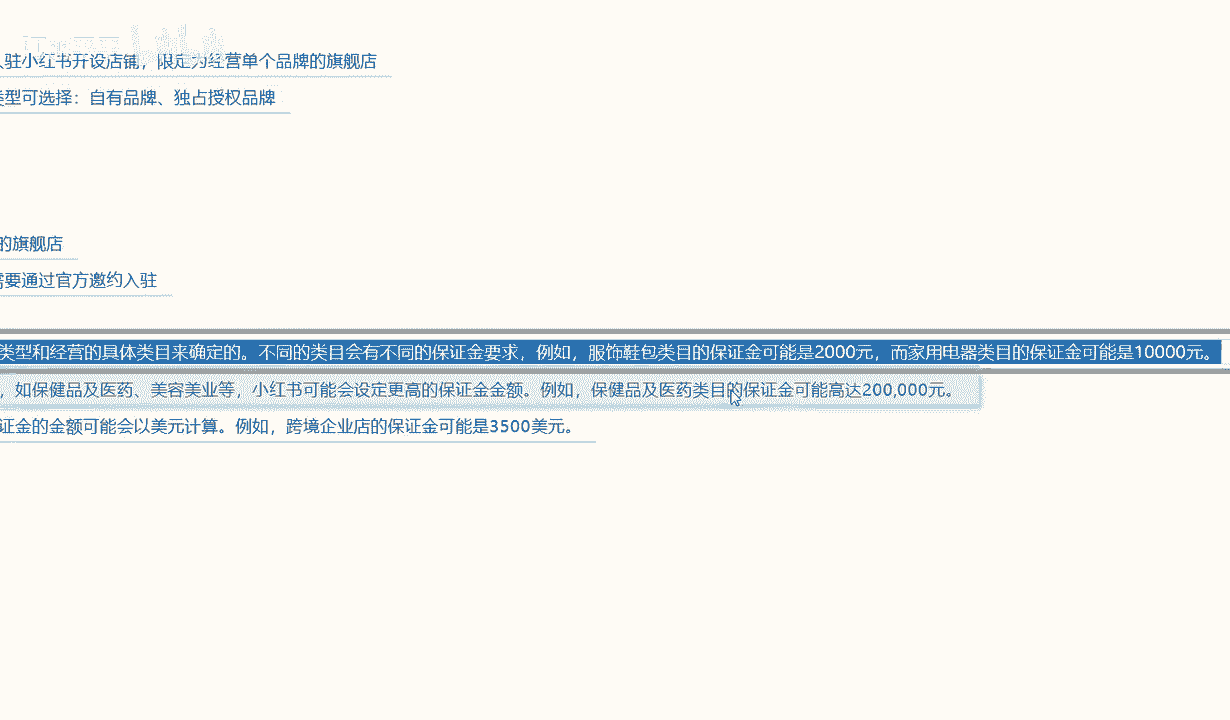 驻小红书开设店铺，限定为经营单个品牌的旗舰店
类型可选择：自有品牌、独占授权品牌
的旗舰店
需要通过官方邀约入驻
类型和经营的具体类目来确定的。不同的类目会有不同的保证金要求，例如，服饰鞋包类目的保证金可能是2000元，而家用电器类目的保证金可能是10000元。
，如保健品及医药、美容美业等，小红书可能会设定更高的保证金金额。例如，保健品及医药类目的保证金可能高达200,000元。
证金的金额可能会以美元计算。例如，跨境企业店的保证金可能是3500美元。